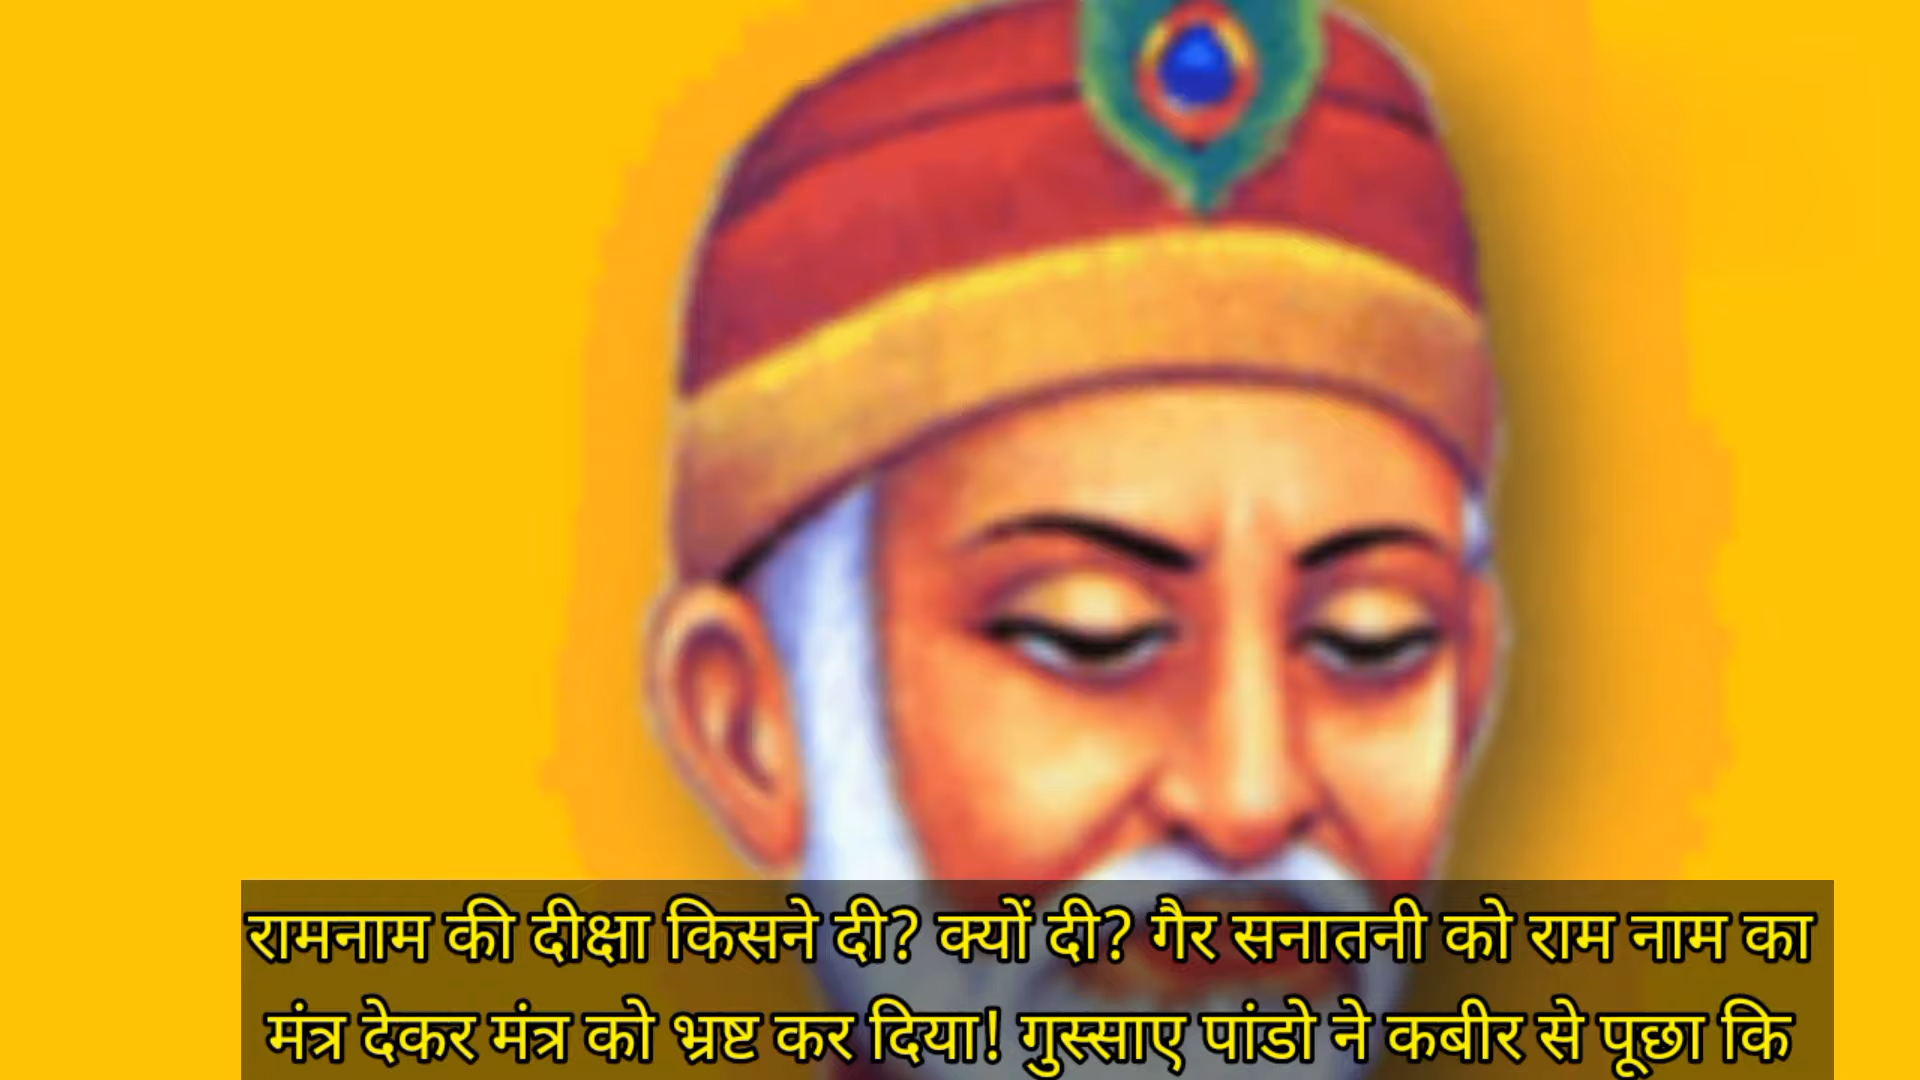 रामनाम की दीक्षा किसने दी? क्यों दी? गैर सनातनी को राम नाम का
मंत्र देकर मंत्र को भ्रष्ट कर दिया! गुस्साए पांडो ने कबीर से पूछा कि